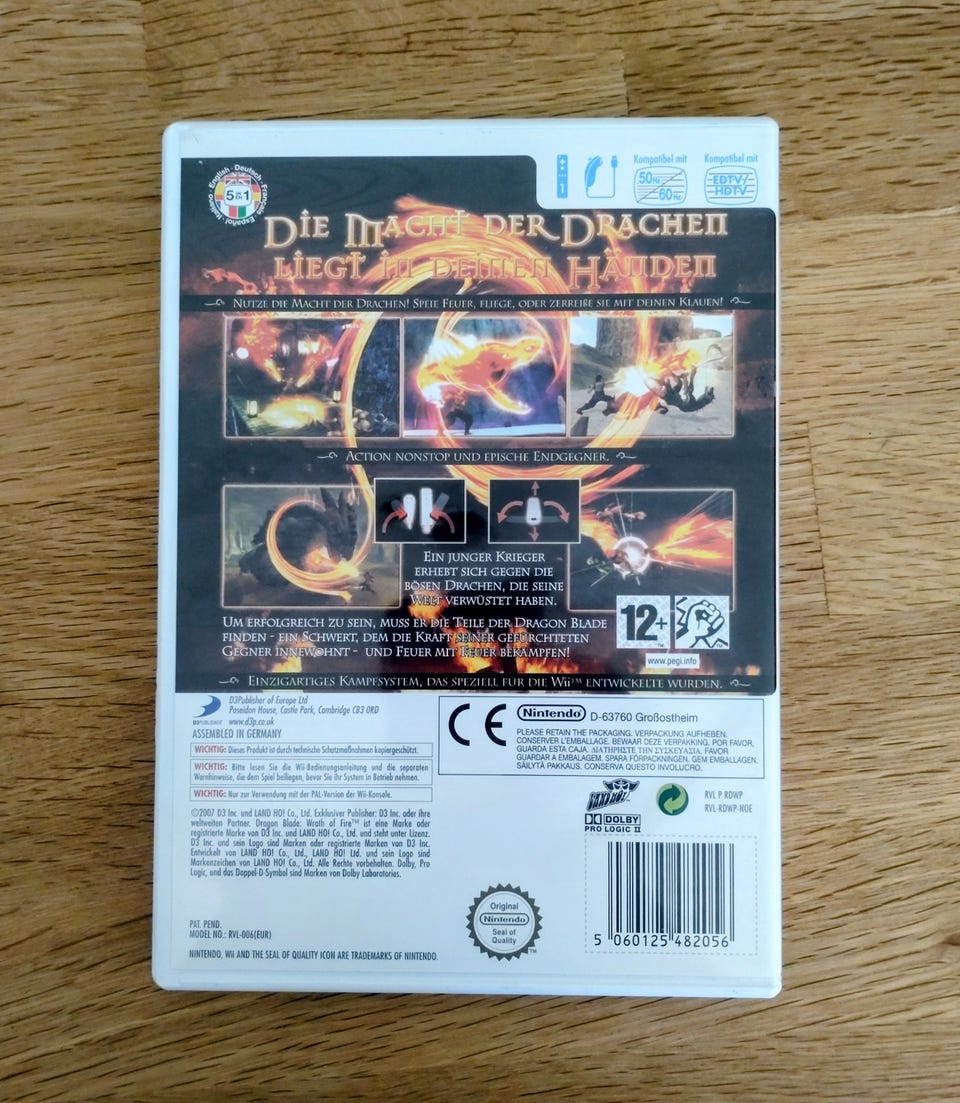 English · Deutsch · Français · Español · Italiano
5 IN 1
1
Kompatibel mit
50Hz
60Hz
Kompatibel mit
EDTV/
HDTV
Die Macht der Drachen
liegt in deinen Händen
Nutze die Macht der Drachen! Speie Feuer, fliege, oder zerreiße sie mit deinen Klauen!
Action nonstop und epische Endgegner.
Ein junger Krieger
erhebt sich gegen die
bösen Drachen, die seine
Welt verwüstet haben.
Um erfolgreich zu sein, muss er die Teile der Dragon Blade
finden - ein Schwert, dem die Kraft seiner gefürchteten
Gegner innewohnt - und Feuer mit Feuer bekämpfen!
12+
www.pegi.info
Einzigartiges Kampfsystem, das speziell für die Wii™ entwickelte wurden.
D3PUBLISHER
D3Publisher of Europe Ltd
Poseidon House, Castle Park, Cambridge CB3 0RD
www.d3p.co.uk
ASSEMBLED IN GERMANY
WICHTIG: Dieses Produkt ist durch technische Schutzmaßnahmen kopiergeschützt.
WICHTIG: Bitte lesen Sie die Wii-Bedienungsanleitung und die separaten
Warnhinweise, die dem Spiel beiliegen, bevor Sie ihr System in Betrieb nehmen.
WICHTIG: Nur zur Verwendung mit der PAL-Version der Wii-Konsole.
©2007 D3 Inc. und LAND HO! Co., Ltd. Exklusiver Publisher: D3 Inc. oder ihre
weltweiten Partner. Dragon Blade: Wrath of Fire™ ist eine Marke oder
registrierte Marke von D3 Inc. und LAND HO! Co., Ltd. und steht unter Lizenz.
D3 Inc. und sein Logo sind Marken oder registrierte Marken von D3 Inc.
Entwickelt von LAND HO! Co., Ltd., LAND HO! Ltd. und sein Logo sind
Markenzeichen von LAND HO! Co., Ltd. Alle Rechte vorbehalten. Dolby, Pro
Logic, und das Doppel-D-Symbol sind Marken von Dolby Laboratories.
PAT. PEND.
MODEL NO.: RVL-006(EUR)
NINTENDO, Wii AND THE SEAL OF QUALITY ICON ARE TRADEMARKS OF NINTENDO.
CE
Nintendo D-63760 Großostheim
PLEASE RETAIN THE PACKAGING. VERPACKUNG AUFHEBEN.
CONSERVER L'EMBALLAGE. BEWAAR DEZE VERPAKKING. POR FAVOR,
GUARDA ESTA CAJA. ΔΙΑΤΗΡΗΣΤΕ ΤΗΝ ΣΥΣΚΕΥΑΣΙΑ. FAVOR
GUARDAR A EMBALAGEM. SPARA FÖRPACKNINGEN. GEM EMBALLAGEN.
SÄILYTÄ PAKKAUS. CONSERVA QUESTO INVOLUCRO.
LAND HO!
DOLBY
PRO LOGIC II
RVL P RDWP
RVL-RDWP-NOE
Original
Nintendo
Seal of
Quality
TM
5 060125 482056